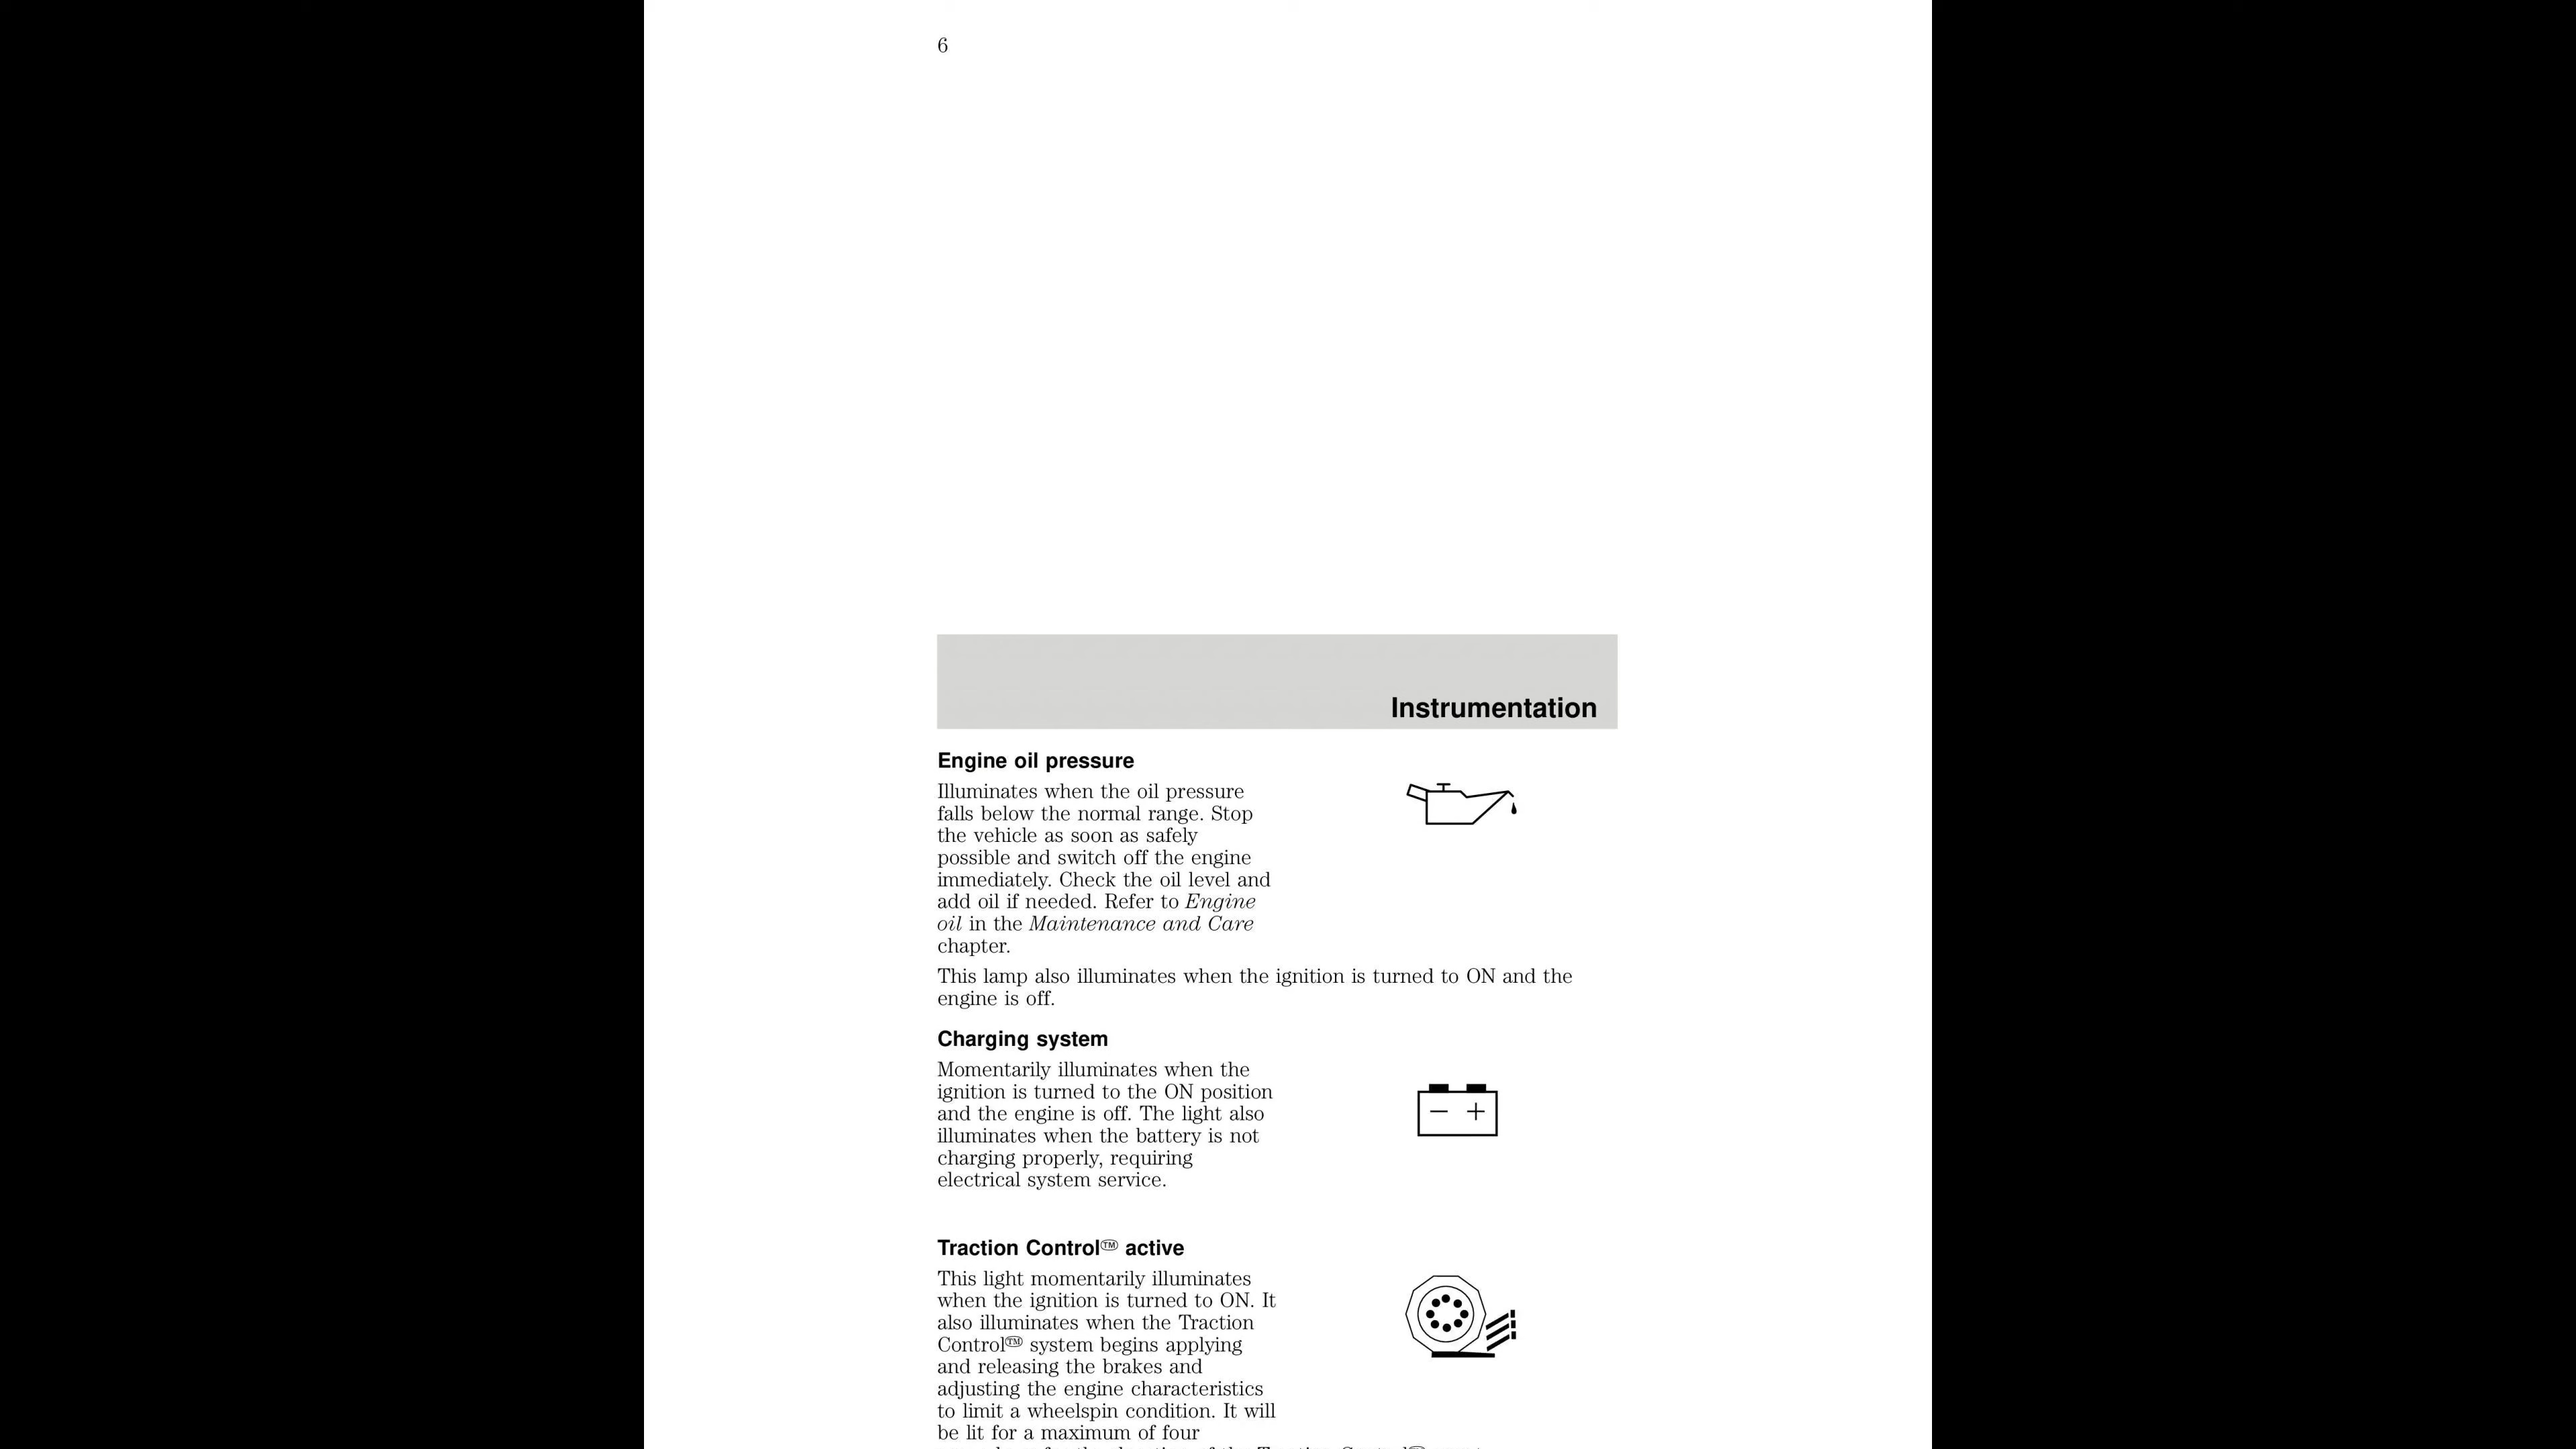 6
Instrumentation
Engine oil pressure
Illuminates when the oil pressure
falls below the normal range. Stop
the vehicle as soon as safely
possible and switch off the engine
immediately. Check the oil level and
add oil if needed. Refer to Engine
oil in the Maintenance and Care
chapter.
This lamp also illuminates when the ignition is turned to ON and the
engine is off.
Charging system
Momentarily illuminates when the
ignition is turned to the ON position
and the engine is off. The light also
illuminates when the battery is not
charging properly, requiring
electrical system service.
Traction Control™ active
This light momentarily illuminates
when the ignition is turned to ON. It
also illuminates when the Traction
Control™ system begins applying
and releasing the brakes and
adjusting the engine characteristics
to limit a wheelspin condition. It will
be lit for a maximum of four